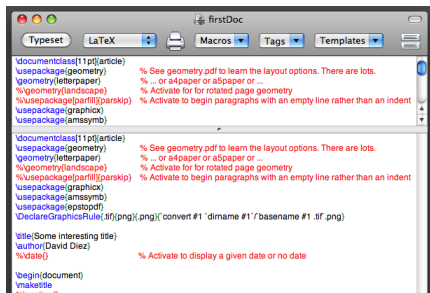 firstDoc
Typeset LaTeX Macros Tags Templates
\documentclass[11pt]{article}
\usepackage{geometry} % See geometry.pdf to learn the layout options. There are lots.
\geometry{letterpaper} % ... or a4paper or a5paper or ...
%\geometry{landscape} % Activate for for rotated page geometry
%\usepackage[parfill]{parskip} % Activate to begin paragraphs with an empty line rather than an indent
\usepackage{graphicx}
\usepackage{amssymb}
\documentclass[11pt]{article}
\usepackage{geometry} % See geometry.pdf to learn the layout options. There are lots.
\geometry{letterpaper} % ... or a4paper or a5paper or ...
%\geometry{landscape} % Activate for for rotated page geometry
%\usepackage[parfill]{parskip} % Activate to begin paragraphs with an empty line rather than an indent
\usepackage{graphicx}
\usepackage{amssymb}
\usepackage{epstopdf}
\DeclareGraphicsRule{.tif}{png}{.png}{`convert #1 `dirname #1`/`basename #1 .tif`.png}
\title{Some interesting title}
\author{David Diez}
%\date{} % Activate to display a given date or no date
\begin{document}
\maketitle